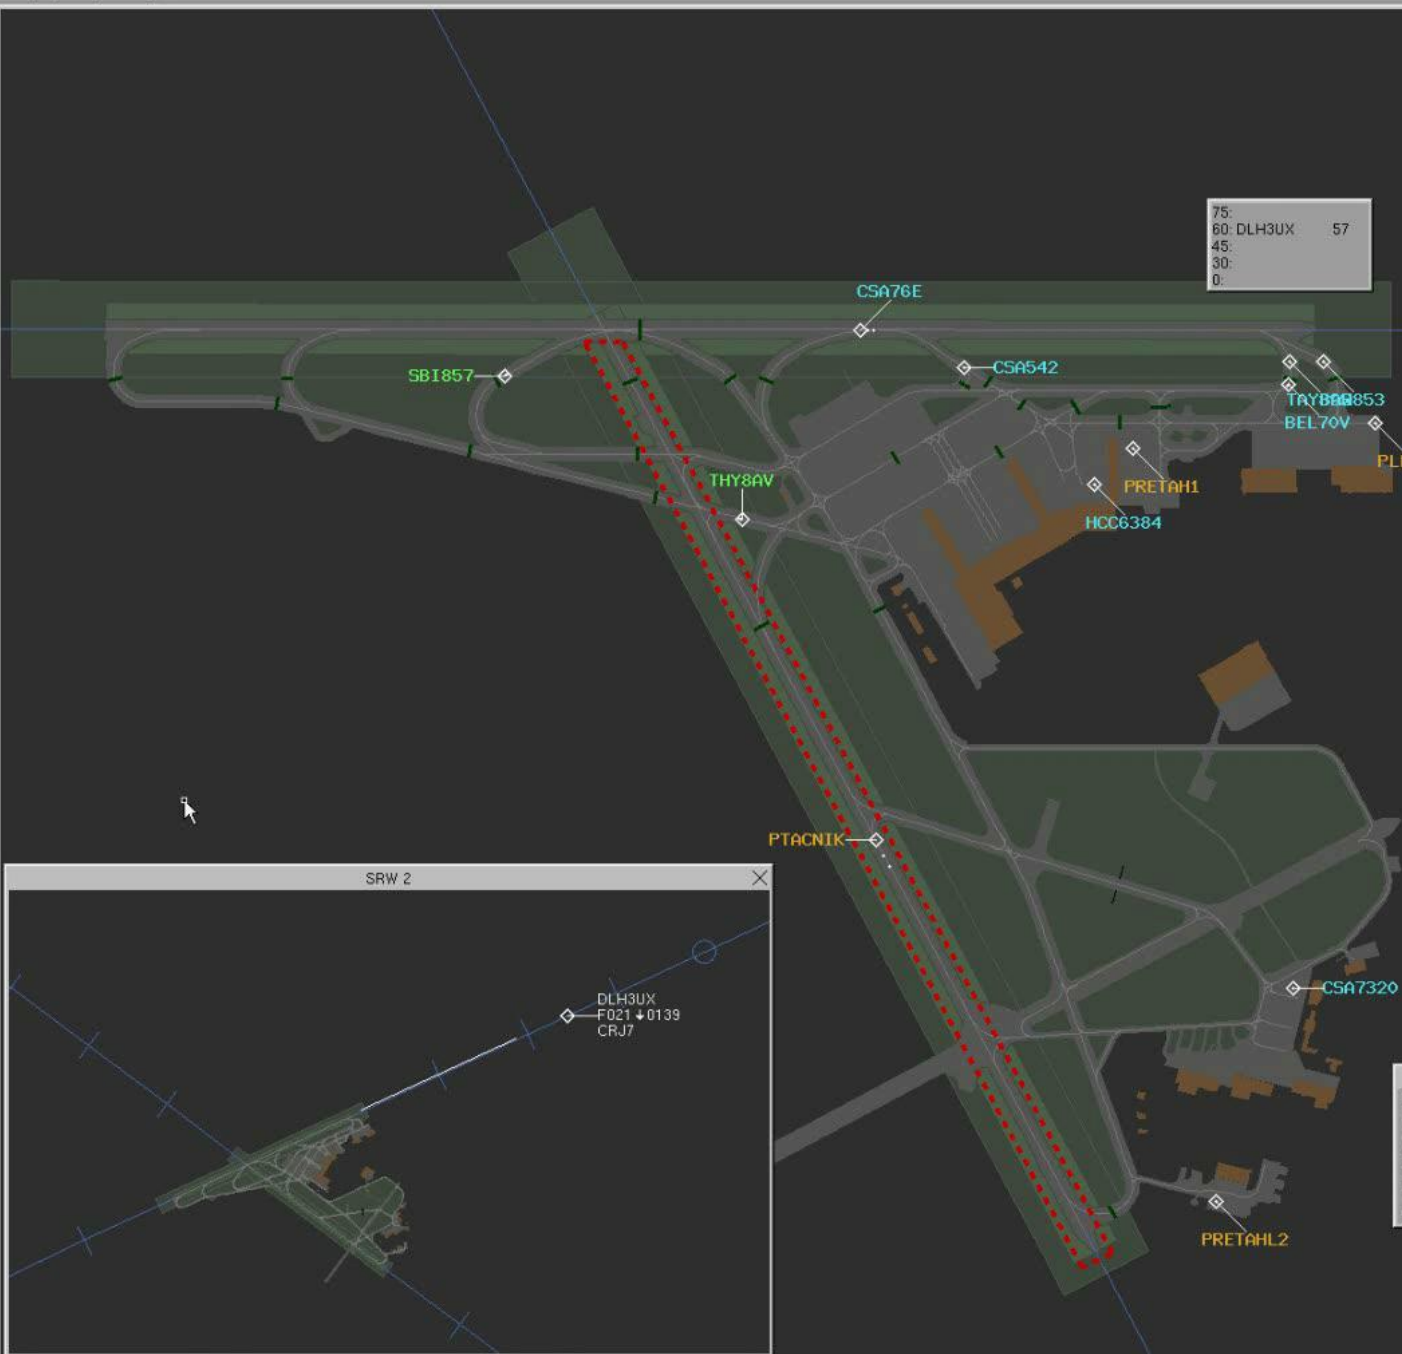 75:
60: DLH3UX 57
45:
30:
0:
CSA76E
SBI857
CSA542
BEL70V
THY8AV
PRETAH1
HCC6384
PTACNIK
SRW 2
DLH3UX
F021↓0139
CRJ7
CSA7320
PRETAHL2